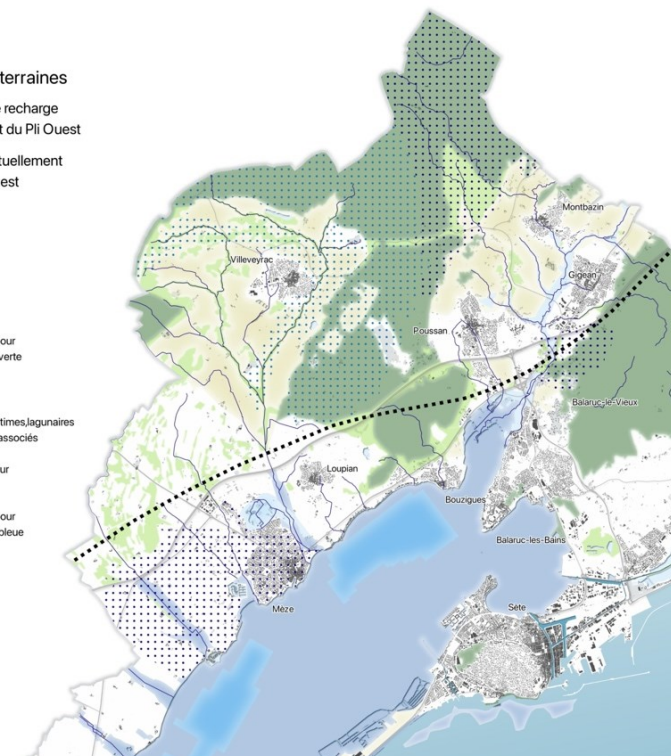 terraines
recharge
t du Pli Ouest
tuellement
est
our
verte
times,lagunaires
associés
ur
our
bleue
Montbazin
Villeveyrac
Gigean
Poussan
Balaruc-le-Vieux
Loupian
Bouzigues
Balaruc-les-Bains
Mèze
Sète